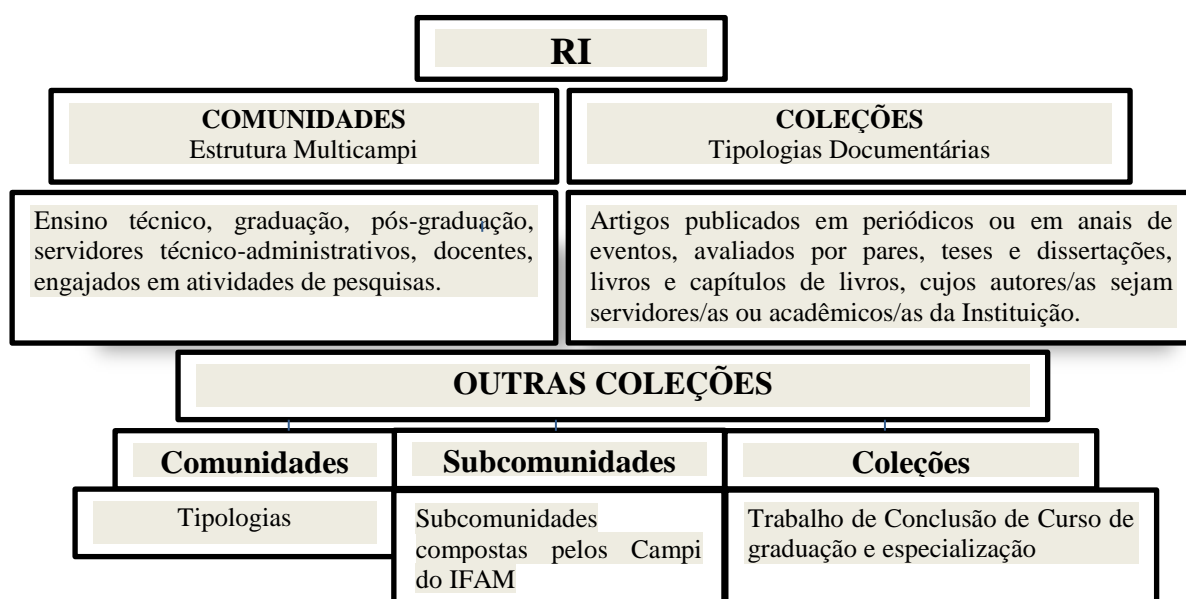 RI
COMUNIDADES
Estrutura Multicampi
COLEÇÕES
Tipologias Documentárias
Ensino técnico, graduação, pós-graduação,
servidores técnico-administrativos, docentes,
engajados em atividades de pesquisas.
Artigos publicados em periódicos ou em anais de
eventos, avaliados por pares, teses e dissertações,
livros e capítulos de livros, cujos autores/as sejam
servidores/as ou acadêmicos/as da Instituição.
OUTRAS COLEÇÕES
Comunidades
Subcomunidades
Coleções
Tipologias
Subcomunidades
compostas pelos Campi
do IFAM
Trabalho de Conclusão de Curso de
graduação e especialização